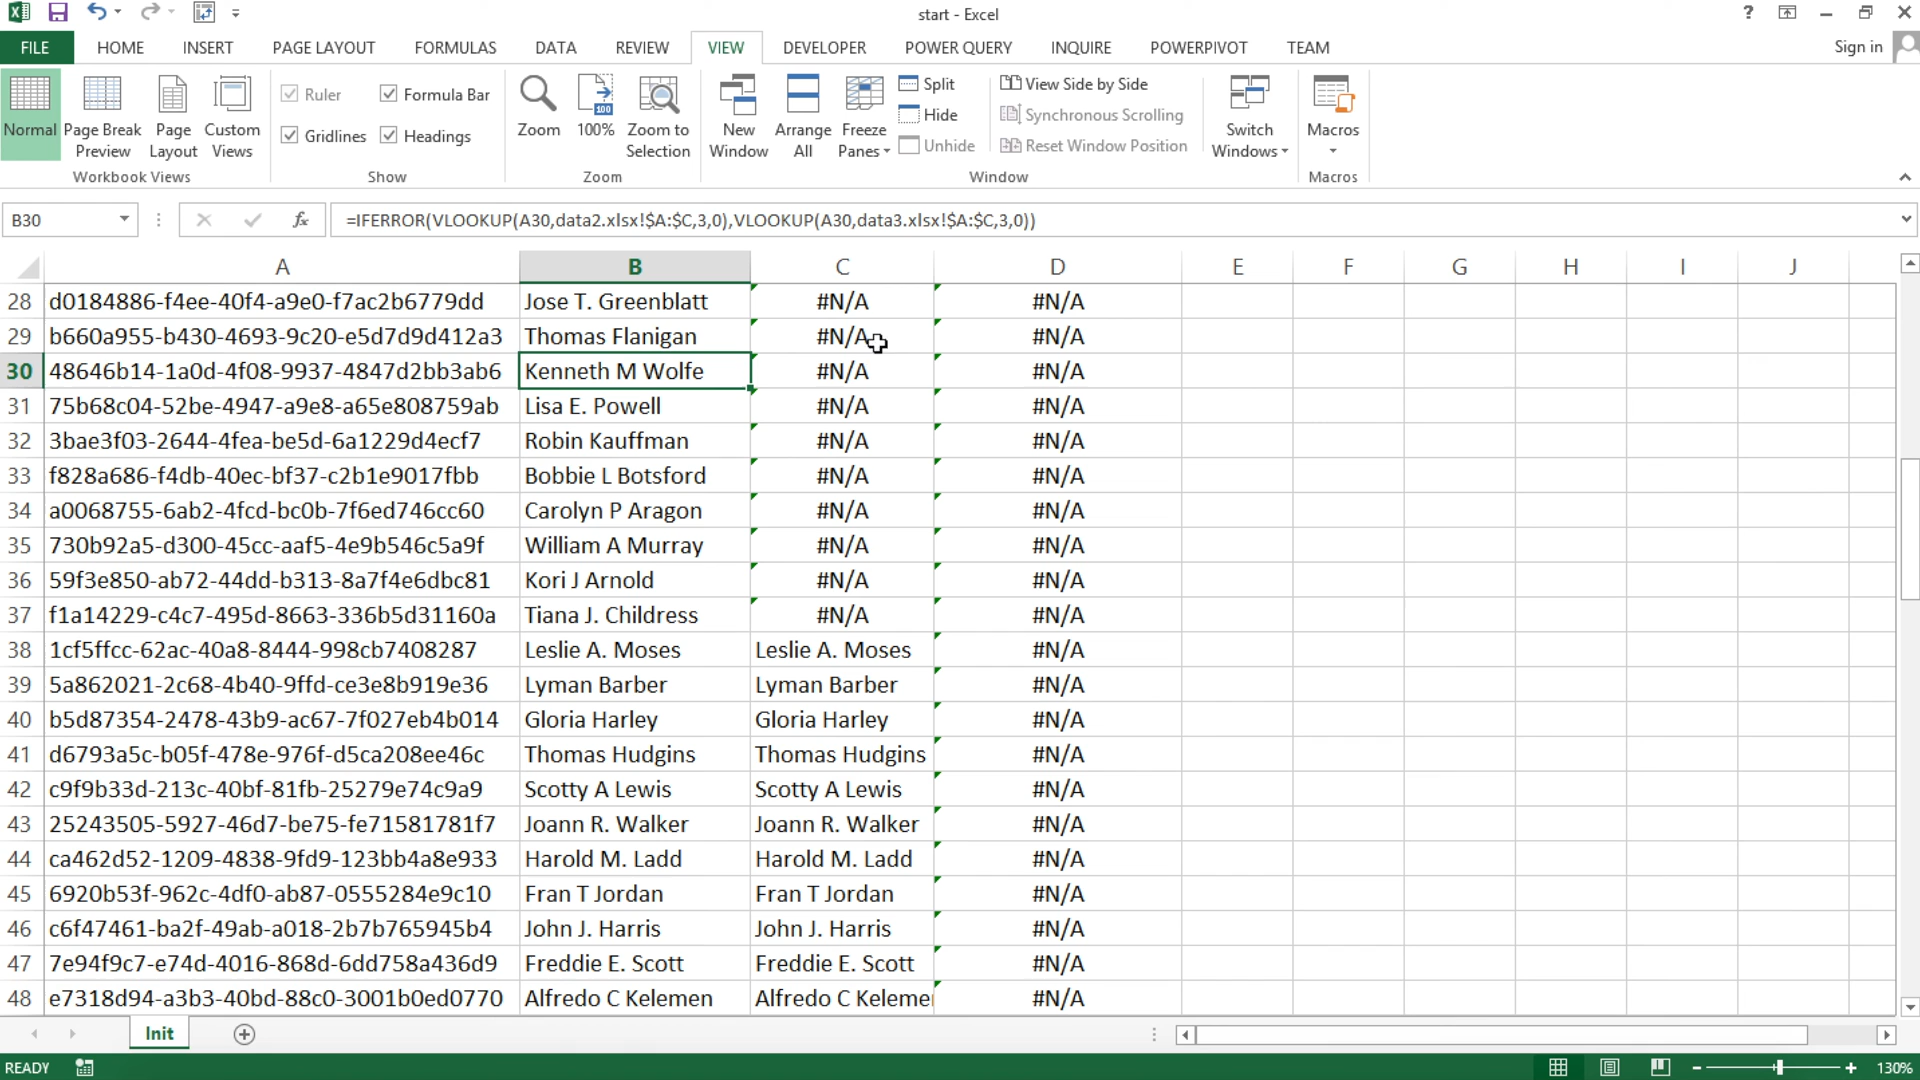 start - Excel
?
FILE HOME INSERT PAGE LAYOUT FORMULAS DATA REVIEW VIEW DEVELOPER POWER QUERY INQUIRE POWERPIVOT TEAM Sign in
Normal Page Break Preview Page Layout Custom Views
Workbook Views
Ruler Formula Bar
Gridlines Headings
Show
Zoom 100% Zoom to Selection
100
Zoom
New Window Arrange All Freeze Panes
Split
Hide
Unhide
View Side by Side
Synchronous Scrolling
Reset Window Position
Window
Switch Windows
Macros
Macros
B30 fx =IFERROR(VLOOKUP(A30,data2.xlsx!$A:$C,3,0),VLOOKUP(A30,data3.xlsx!$A:$C,3,0))
A B C D E F G H I J
28 d0184886-f4ee-40f4-a9e0-f7ac2b6779dd Jose T. Greenblatt #N/A #N/A
29 b660a955-b430-4693-9c20-e5d7d9d412a3 Thomas Flanigan #N/A #N/A
30 48646b14-1a0d-4f08-9937-4847d2bb3ab6 Kenneth M Wolfe #N/A #N/A
31 75b68c04-52be-4947-a9e8-a65e808759ab Lisa E. Powell #N/A #N/A
32 3bae3f03-2644-4fea-be5d-6a1229d4ecf7 Robin Kauffman #N/A #N/A
33 f828a686-f4db-40ec-bf37-c2b1e9017fbb Bobbie L Botsford #N/A #N/A
34 a0068755-6ab2-4fcd-bc0b-7f6ed746cc60 Carolyn P Aragon #N/A #N/A
35 730b92a5-d300-45cc-aaf5-4e9b546c5a9f William A Murray #N/A #N/A
36 59f3e850-ab72-44dd-b313-8a7f4e6dbc81 Kori J Arnold #N/A #N/A
37 f1a14229-c4c7-495d-8663-336b5d31160a Tiana J. Childress #N/A #N/A
38 1cf5ffcc-62ac-40a8-8444-998cb7408287 Leslie A. Moses Leslie A. Moses #N/A
39 5a862021-2c68-4b40-9ffd-ce3e8b919e36 Lyman Barber Lyman Barber #N/A
40 b5d87354-2478-43b9-ac67-7f027eb4b014 Gloria Harley Gloria Harley #N/A
41 d6793a5c-b05f-478e-976f-d5ca208ee46c Thomas Hudgins Thomas Hudgins #N/A
42 c9f9b33d-213c-40bf-81fb-25279e74c9a9 Scotty A Lewis Scotty A Lewis #N/A
43 25243505-5927-46d7-be75-fe71581781f7 Joann R. Walker Joann R. Walker #N/A
44 ca462d52-1209-4838-9fd9-123bb4a8e933 Harold M. Ladd Harold M. Ladd #N/A
45 6920b53f-962c-4df0-ab87-0555284e9c10 Fran T Jordan Fran T Jordan #N/A
46 c6f47461-ba2f-49ab-a018-2b7b765945b4 John J. Harris John J. Harris #N/A
47 7e94f9c7-e74d-4016-868d-6dd758a436d9 Freddie E. Scott Freddie E. Scott #N/A
48 e7318d94-a3b3-40bd-88c0-3001b0ed0770 Alfredo C Kelemen Alfredo C Keleme #N/A
Init
READY 130%